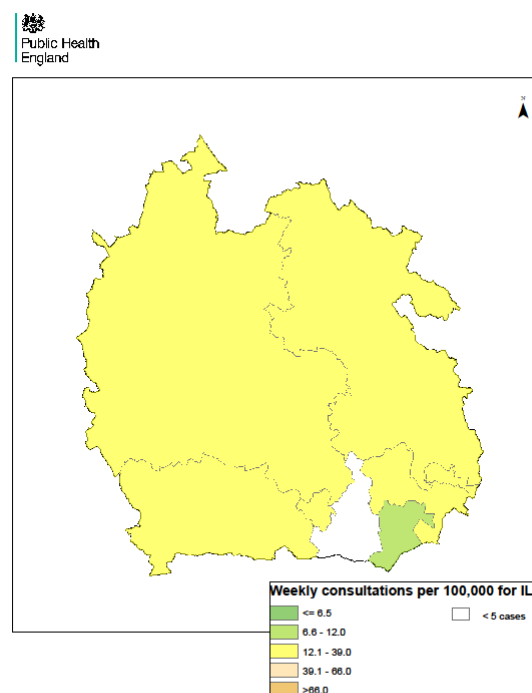 Public Health
England
N
Weekly consultations per 100,000 for IL
<= 6.5
< 5 cases
6.6 - 12.0
12.1 - 39.0
39.1 - 66.0
>66.0